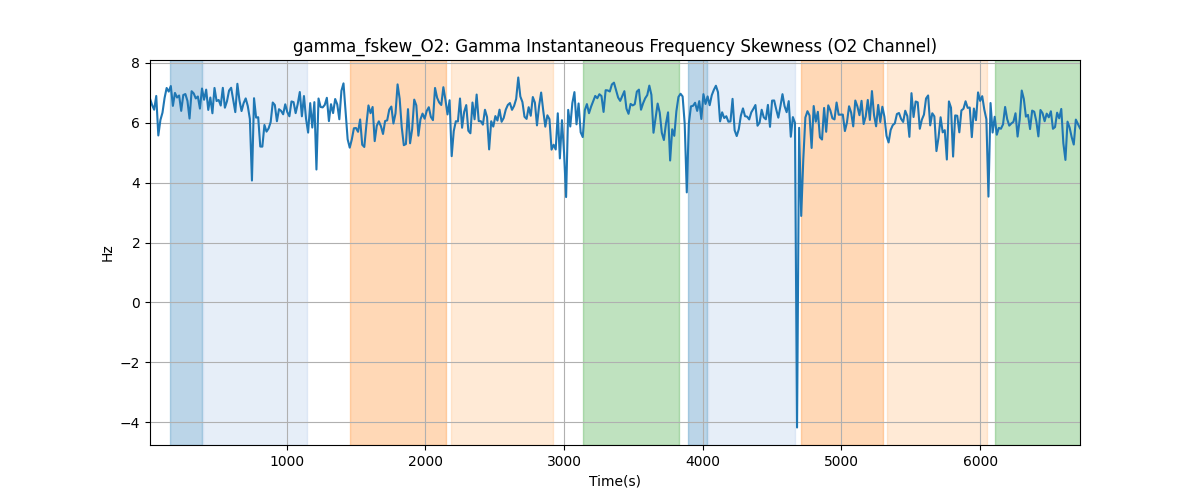 gamma_fskew_O2: Gamma Instantaneous Frequency Skewness (O2 Channel)
8
6
4
2
0
−2
−4
Hz
1000 2000 3000 4000 5000 6000
Time(s)